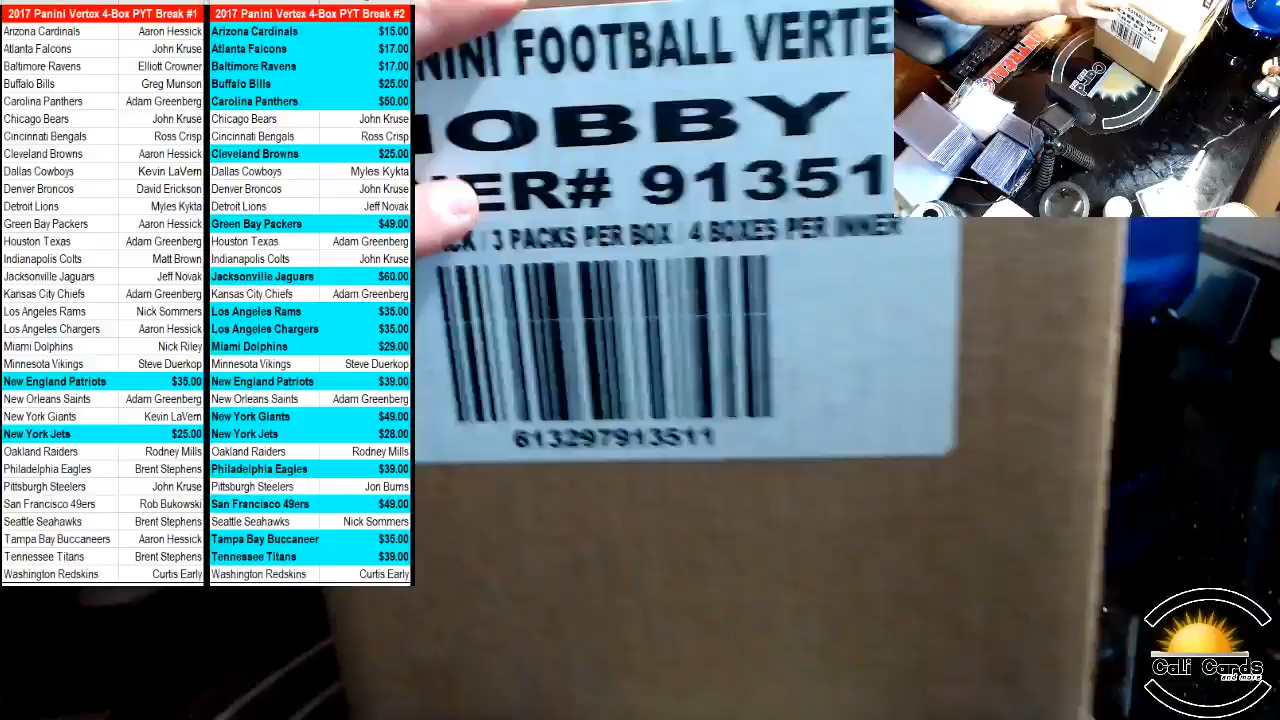 2017 Panini Vertex 4-Box PYT Break #1
Arizona Cardinals Aaron Hessick
Atlanta Falcons John Kruse
Baltimore Ravens Elliott Crowner
Buffalo Bills Greg Munson
Carolina Panthers Adam Greenberg
Chicago Bears John Kruse
Cincinnati Bengals Ross Crisp
Cleveland Browns Aaron Hessick
Dallas Cowboys Kevin LaVern
Denver Broncos David Erickson
Detroit Lions Myles Kykta
Green Bay Packers Aaron Hessick
Houston Texas Adam Greenberg
Indianapolis Colts Matt Brown
Jacksonville Jaguars Jeff Novak
Kansas City Chiefs Adam Greenberg
Los Angeles Rams Nick Sommers
Los Angeles Chargers Aaron Hessick
Miami Dolphins Nick Riley
Minnesota Vikings Steve Duerkop
New England Patriots $35.00
New Orleans Saints Adam Greenberg
New York Giants Kevin LaVern
New York Jets $25.00
Oakland Raiders Rodney Mills
Philadelphia Eagles Brent Stephens
Pittsburgh Steelers John Kruse
San Francisco 49ers Rob Bukowski
Seattle Seahawks Brent Stephens
Tampa Bay Buccaneers Aaron Hessick
Tennessee Titans Brent Stephens
Washington Redskins Curtis Early
2017 Panini Vertex 4-Box PYT Break #2
Arizona Cardinals $15.00
Atlanta Falcons $17.00
Baltimore Ravens $17.00
Buffalo Bills $25.00
Carolina Panthers $50.00
Chicago Bears John Kruse
Cincinnati Bengals Ross Crisp
Cleveland Browns $25.00
Dallas Cowboys Myles Kykta
Denver Broncos John Kruse
Detroit Lions Jeff Novak
Green Bay Packers $49.00
Houston Texas Adam Greenberg
Indianapolis Colts John Kruse
Jacksonville Jaguars $60.00
Kansas City Chiefs Adam Greenberg
Los Angeles Rams $35.00
Los Angeles Chargers $35.00
Miami Dolphins $29.00
Minnesota Vikings Steve Duerkop
New England Patriots $39.00
New Orleans Saints Adam Greenberg
New York Giants $49.00
New York Jets $28.00
Oakland Raiders Rodney Mills
Philadelphia Eagles $39.00
Pittsburgh Steelers Jon Burns
San Francisco 49ers $49.00
Seattle Seahawks Nick Sommers
Tampa Bay Buccaneer $35.00
Tennessee Titans $39.00
Washington Redskins Curtis Early
NINI FOOTBALL VERTE
OBBY
ER# 91351
CK | 3 PACKS PER BOX | 4 BOXES PER INNER
613297913511
Cali Cards
and more